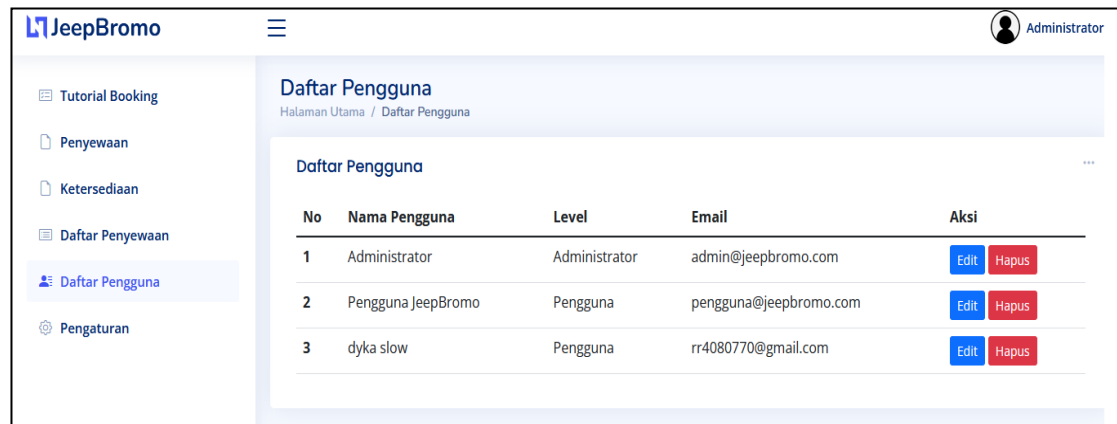 JeepBromo
Administrator
Tutorial Booking
Penyewaan
Ketersediaan
Daftar Penyewaan
Daftar Pengguna
Pengaturan
Daftar Pengguna
Halaman Utama / Daftar Pengguna
Daftar Pengguna
No Nama Pengguna Level Email Aksi
1 Administrator Administrator admin@jeepbromo.com Edit Hapus
2 Pengguna JeepBromo Pengguna pengguna@jeepbromo.com Edit Hapus
3 dyka slow Pengguna rr4080770@gmail.com Edit Hapus